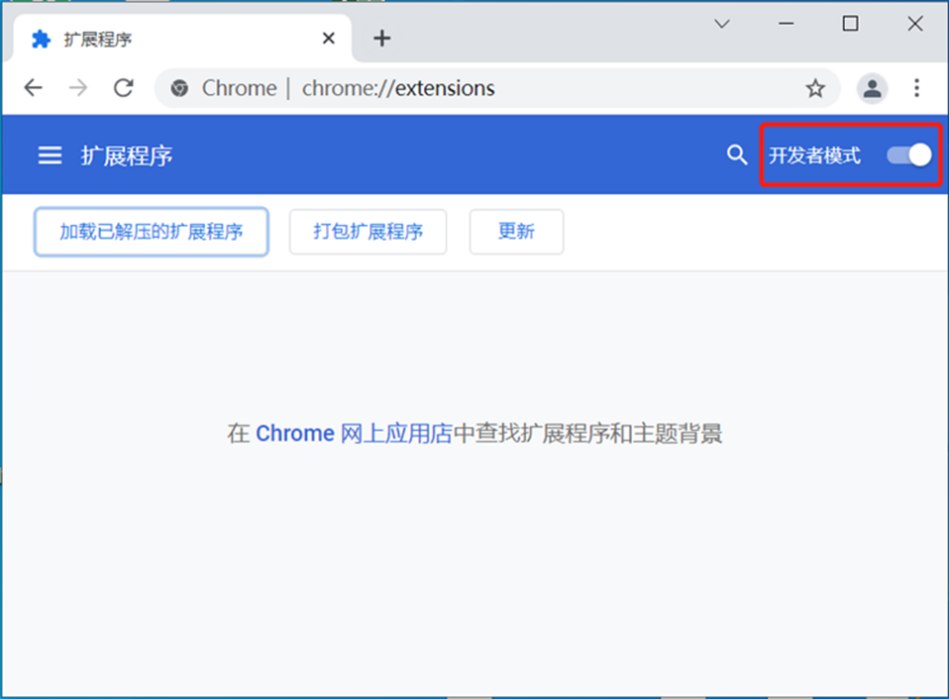 扩展程序
Chrome | chrome://extensions
扩展程序 开发者模式
加载已解压的扩展程序 打包扩展程序 更新
在 Chrome 网上应用店中查找扩展程序和主题背景